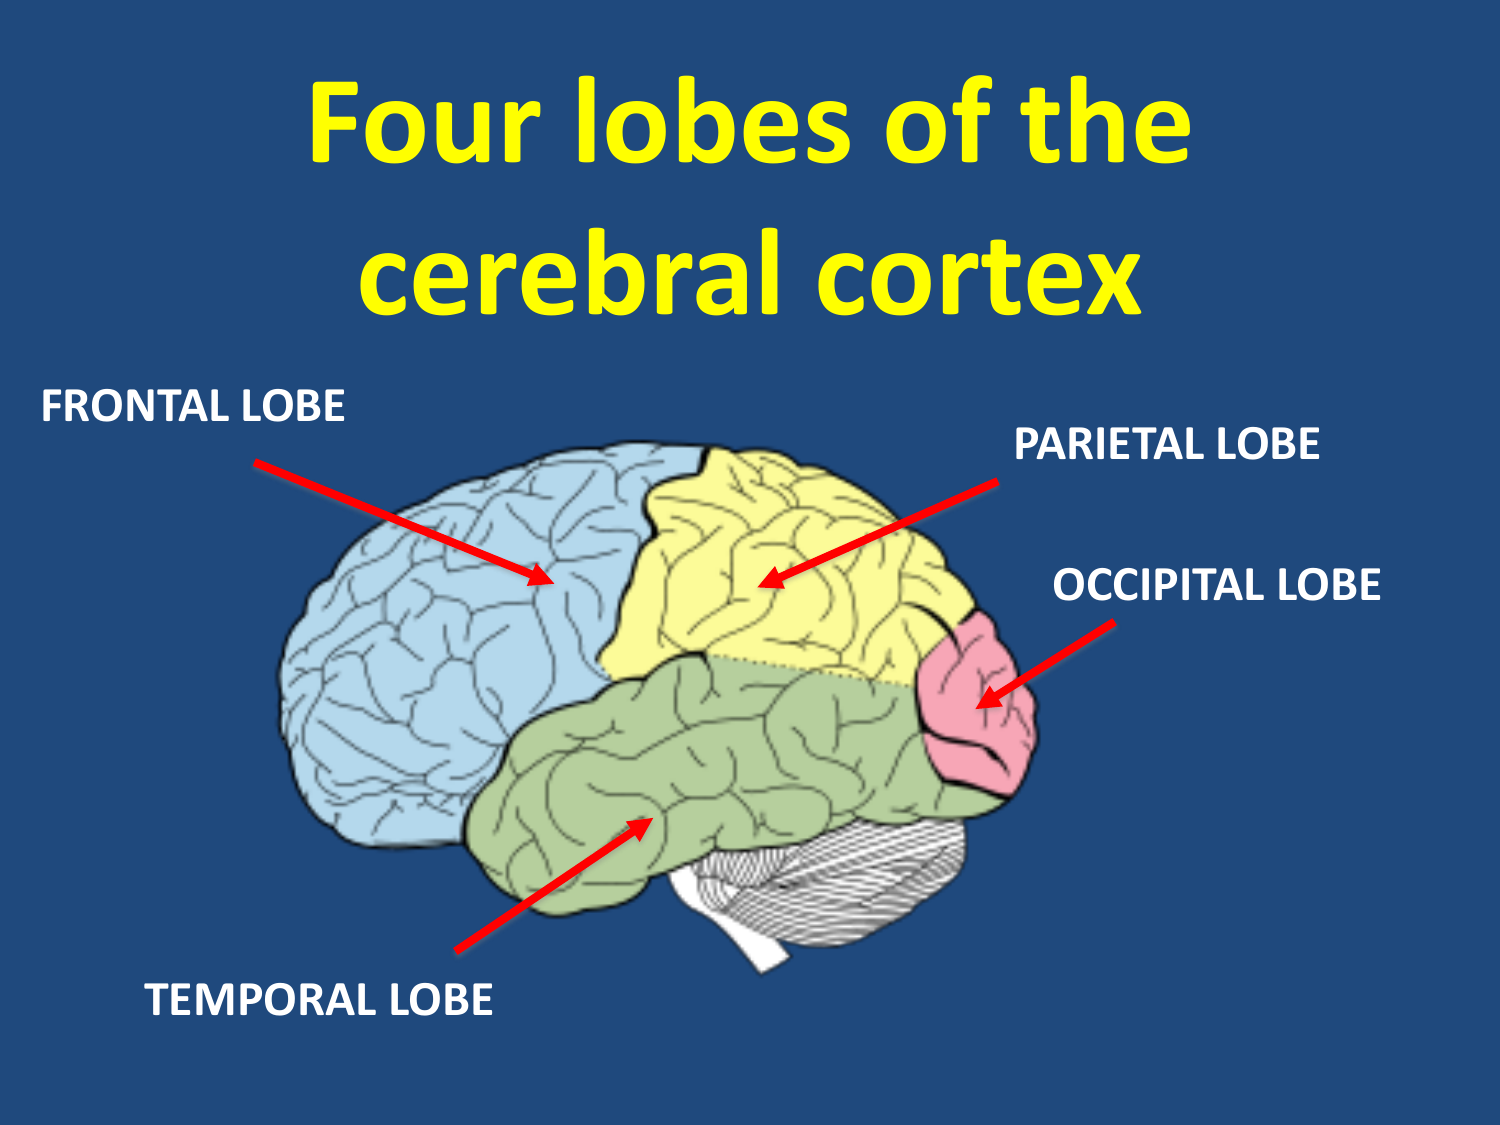 Four lobes of the
cerebral cortex
FRONTAL LOBE
PARIETAL LOBE
OCCIPITAL LOBE
TEMPORAL LOBE